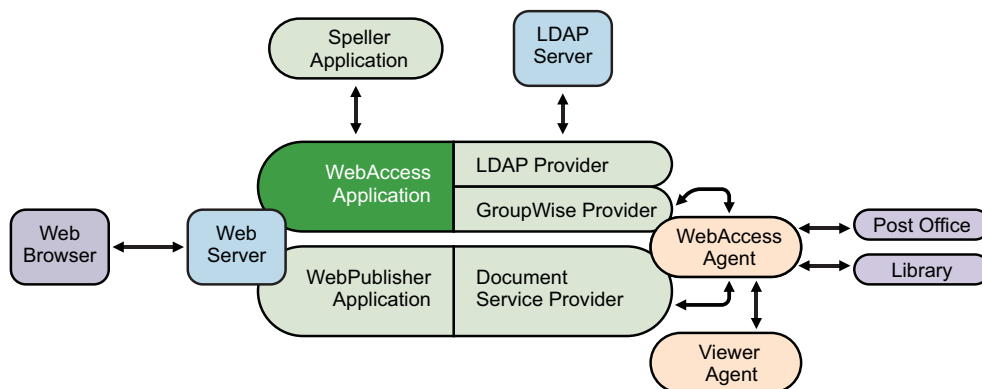 Speller
Application
LDAP
Server
WebAccess
Application
LDAP Provider
GroupWise Provider
Web
Browser
Web
Server
WebAccess
Agent
Post Office
Library
WebPublisher
Application
Document
Service Provider
Viewer
Agent